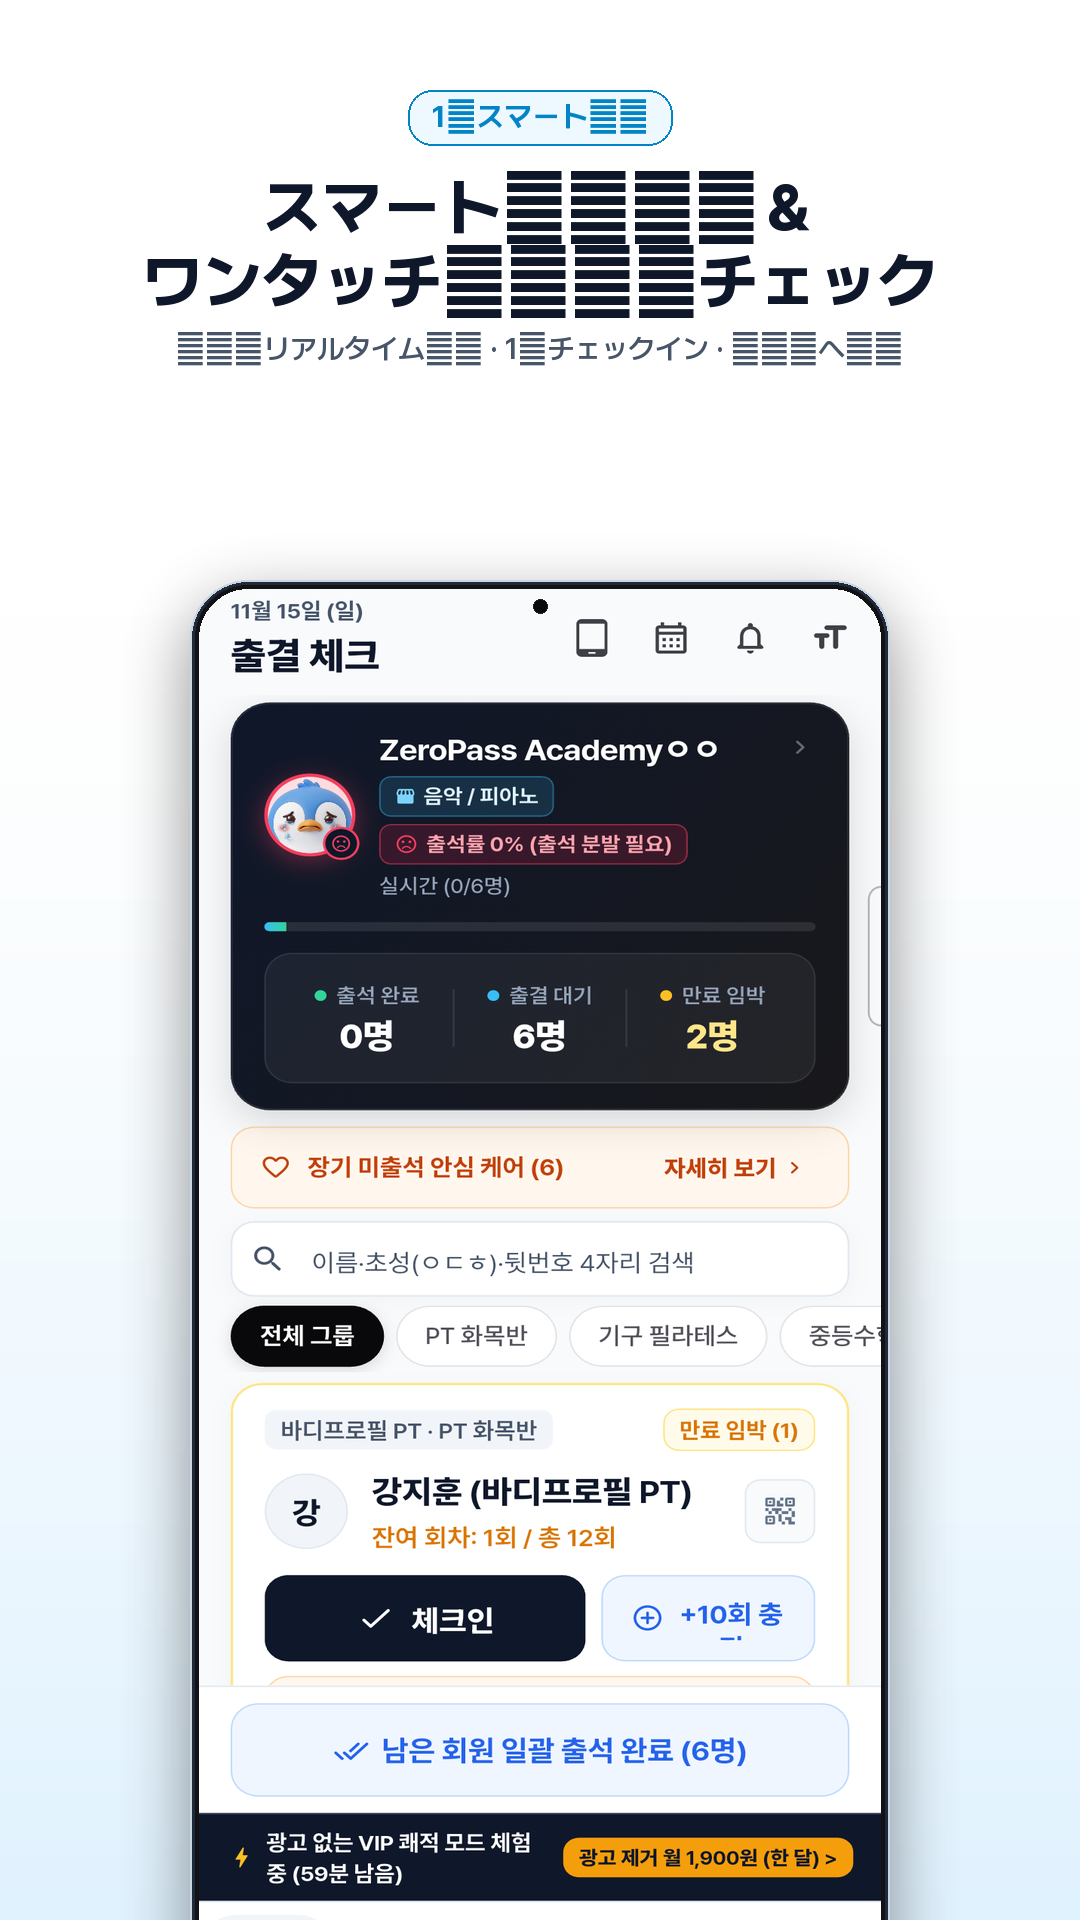 1スマート
スマート &
ワンタッチ チェック
リアルタイム · 1 チェックイン · へ
11월 15일 (일)
출결 체크
ZeroPass Academyㅇㅇ
음악 / 피아노
출석률 0% (출석 분발 필요)
실시간 (0/6명)
출석 완료 출결 대기 만료 임박
0명 6명 2명
장기 미출석 안심 케어 (6) 자세히 보기
이름·초성(ㅇㄷㅎ)·뒷번호 4자리 검색
전체 그룹 PT 화목반 기구 필라테스 중등수
바디프로필 PT · PT 화목반 만료 임박 (1)
강 강지훈 (바디프로필 PT)
잔여 회차: 1회 / 총 12회
체크인 +10회 충
남은 회원 일괄 출석 완료 (6명)
광고 없는 VIP 쾌적 모드 체험
중 (59분 남음)
광고 제거 월 1,900원 (한 달) >